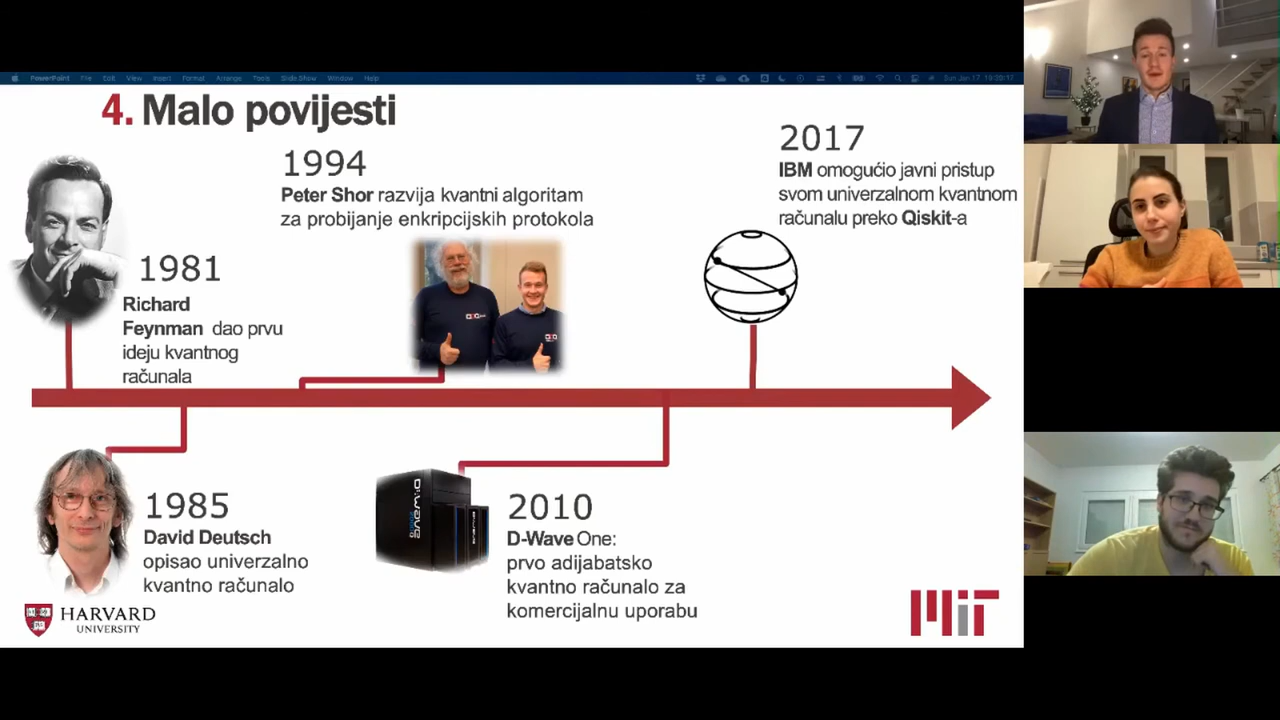 PowerPoint File Edit View Insert Format Arrange Tools Slide Show Window Help
4. Malo povijesti
1981
Richard
Feynman dao prvu
ideju kvantnog
računala
1994
Peter Shor razvija kvantni algoritam
za probijanje enkripcijskih protokola
2017
IBM omogućio javni pristup
svom univerzalnom kvantnom
računalu preko Qiskit-a
1985
David Deutsch
opisao univerzalno
kvantno računalo
D:wave
2010
D-Wave One:
prvo adijabatsko
kvantno računalo za
komercijalnu uporabu
HARVARD
UNIVERSITY
MIT